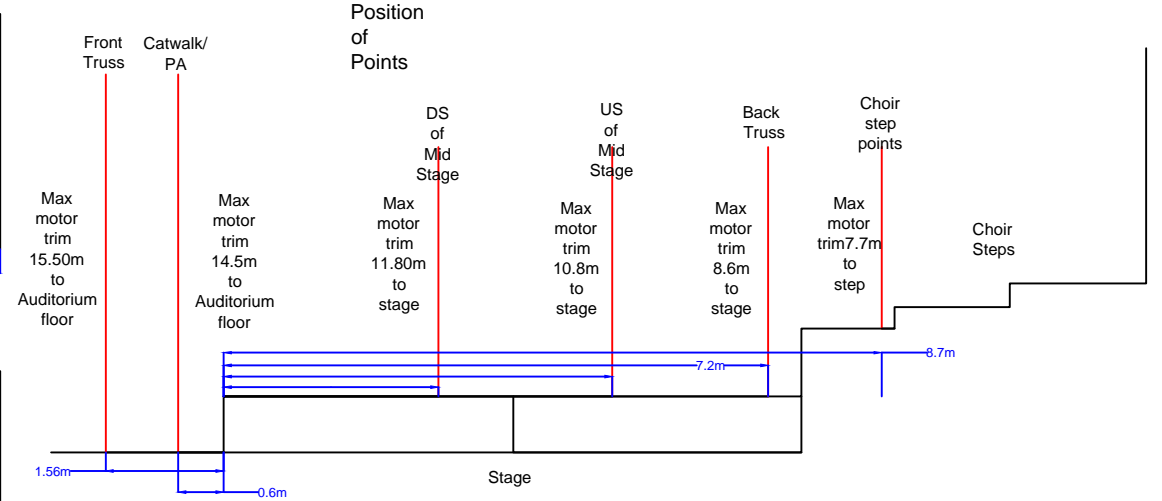 Position
of
Points
Front
Truss
Catwalk/
PA
DS
of
Mid
Stage
US
of
Mid
Stage
Back
Truss
Choir
step
points
Max
motor
trim
15.50m
to
Auditorium
floor
Max
motor
trim
14.5m
to
Auditorium
floor
Max
motor
trim
11.80m
to
stage
Max
motor
trim
10.8m
to
stage
Max
motor
trim
8.6m
to
stage
Max
motor
trim7.7m
to
step
Choir
Steps
8.7m
7.2m
1.56m
0.6m
Stage